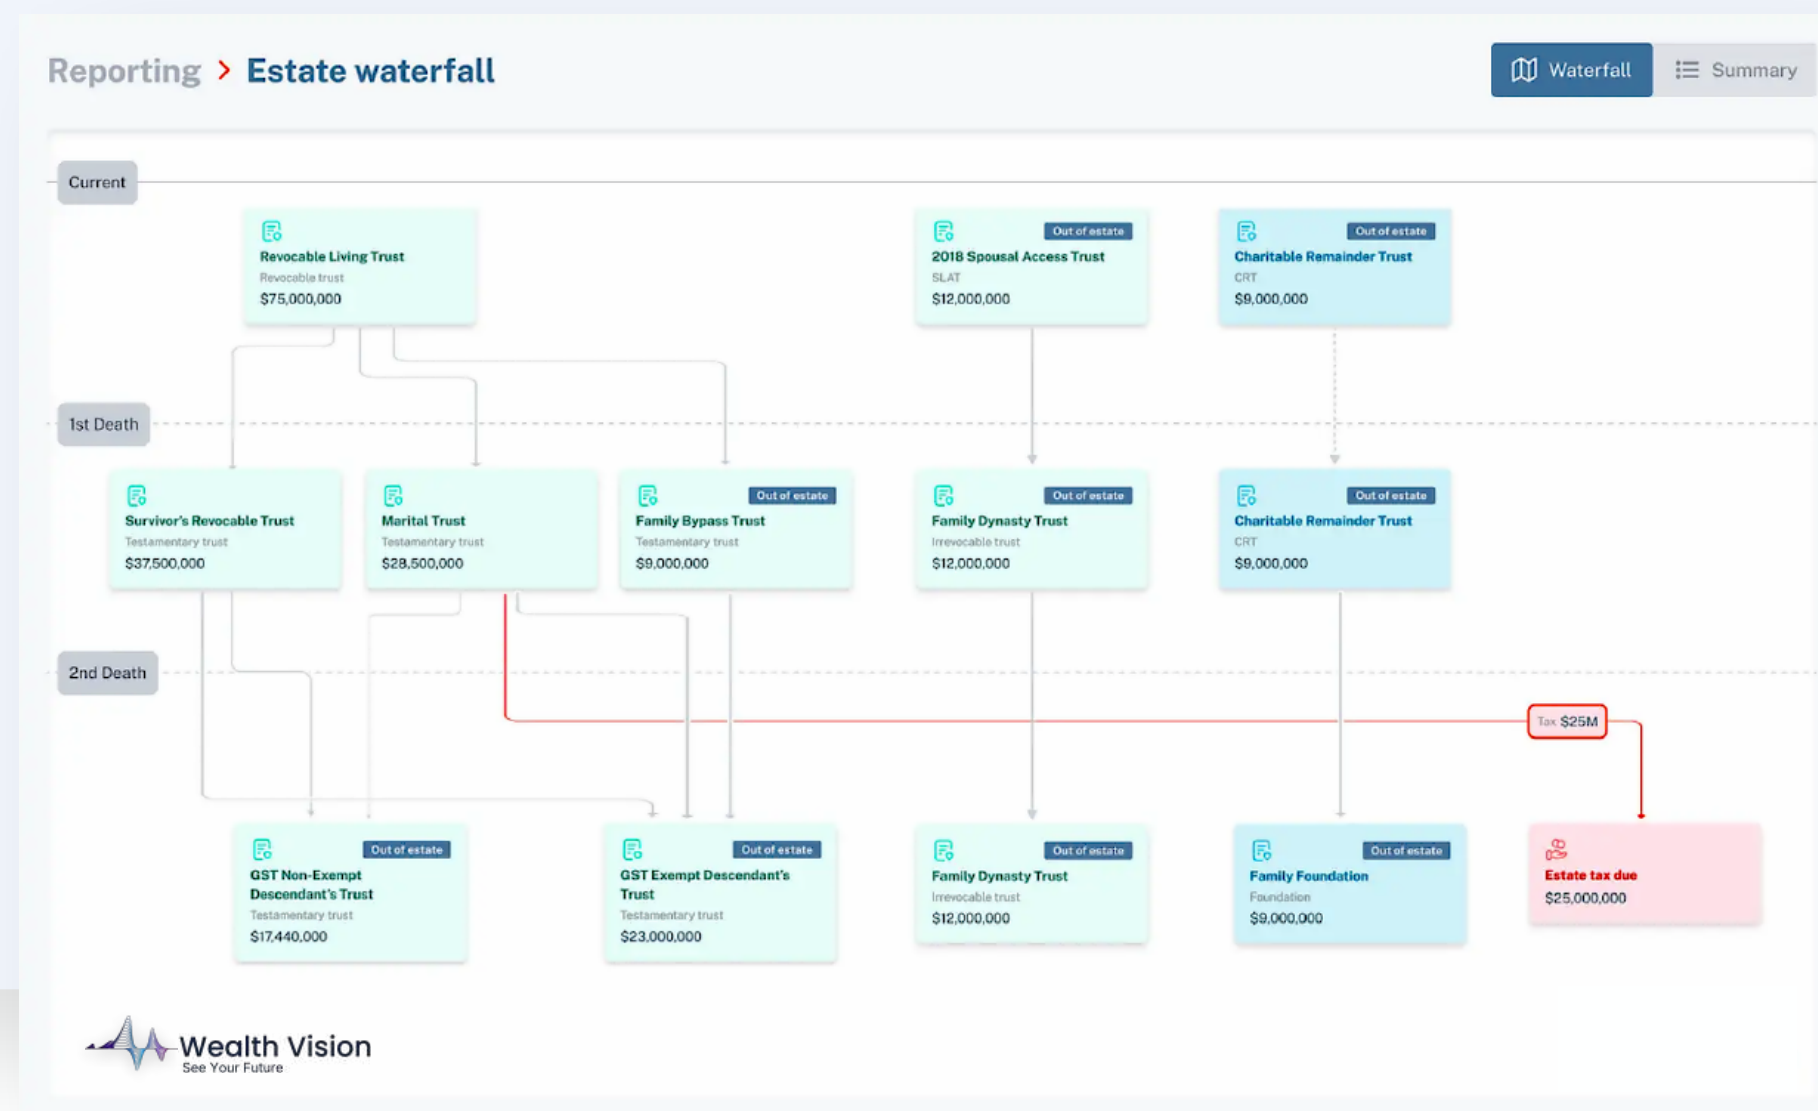 Reporting > Estate waterfall
Waterfall
Summary
Current
Revocable Living Trust
Revocable trust
$75,000,000
Out of estate
2018 Spousal Access Trust
SLAT
$12,000,000
Out of estate
Charitable Remainder Trust
CRT
$9,000,000
1st Death
Survivor's Revocable Trust
Testamentary trust
$37,500,000
Marital Trust
Testamentary trust
$28,500,000
Out of estate
Family Bypass Trust
Testamentary trust
$9,000,000
Out of estate
Family Dynasty Trust
Irrevocable trust
$12,000,000
Out of estate
Charitable Remainder Trust
CRT
$9,000,000
2nd Death
Tax $25M
Out of estate
GST Non-Exempt
Descendant's Trust
Testamentary trust
$17,440,000
Out of estate
GST Exempt Descendant's
Trust
Testamentary trust
$23,000,000
Out of estate
Family Dynasty Trust
Irrevocable trust
$12,000,000
Out of estate
Family Foundation
Foundation
$9,000,000
Estate tax due
$25,000,000
Wealth Vision
See Your Future